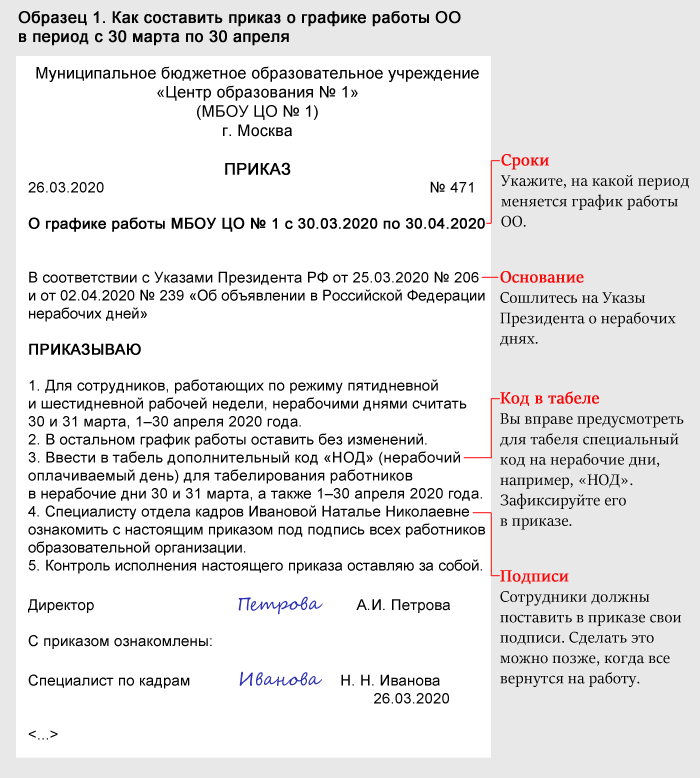 Образец 1. Как составить приказ о графике работы ОО
в период с 30 марта по 30 апреля
Муниципальное бюджетное образовательное учреждение
«Центр образования № 1»
(МБОУ ЦО № 1)
г. Москва
ПРИКАЗ
26.03.2020 № 471
О графике работы МБОУ ЦО № 1 с 30.03.2020 по 30.04.2020
В соответствии с Указами Президента РФ от 25.03.2020 № 206
и от 02.04.2020 № 239 «Об объявлении в Российской Федерации
нерабочих дней»
ПРИКАЗЫВАЮ
1. Для сотрудников, работающих по режиму пятидневной
и шестидневной рабочей недели, нерабочими днями считать
30 и 31 марта, 1–30 апреля 2020 года.
2. В остальном график работы оставить без изменений.
3. Ввести в табель дополнительный код «НОД» (нерабочий
оплачиваемый день) для табелирования работников
в нерабочие дни 30 и 31 марта, а также 1–30 апреля 2020 года.
4. Специалисту отдела кадров Ивановой Наталье Николаевне
ознакомить с настоящим приказом под подпись всех работников
образовательной организации.
5. Контроль исполнения настоящего приказа оставляю за собой.
Директор Петрова А.И. Петрова
С приказом ознакомлены:
Специалист по кадрам Иванова Н. Н. Иванова
26.03.2020
<...>
Сроки
Укажите, на какой период
меняется график работы
ОО.
Основание
Сошлитесь на Указы
Президента о нерабочих
днях.
Код в табеле
Вы вправе предусмотреть
для табеля специальный
код на нерабочие дни,
например, «НОД».
Зафиксируйте его
в приказе.
Подписи
Сотрудники должны
поставить в приказе свои
подписи. Сделать это
можно позже, когда все
вернутся на работу.